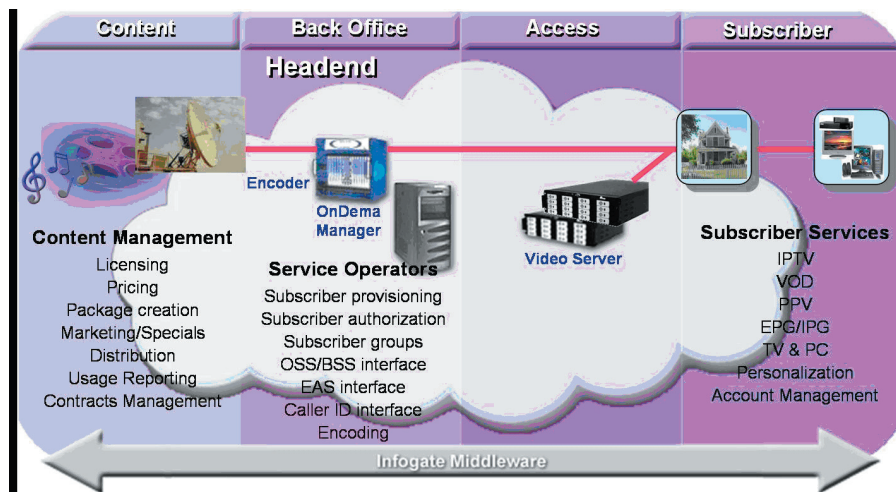 Content
Back Office
Access
Subscriber
Headend
Encoder
OnDema
Manager
Video Server
Content Management
Licensing
Pricing
Package creation
Marketing/Specials
Distribution
Usage Reporting
Contracts Management
Service Operators
Subscriber provisioning
Subscriber authorization
Subscriber groups
OSS/BSS interface
EAS interface
Caller ID interface
Encoding
Subscriber Services
IPTV
VOD
PPV
EPG/IPG
TV & PC
Personalization
Account Management
Infogate Middleware